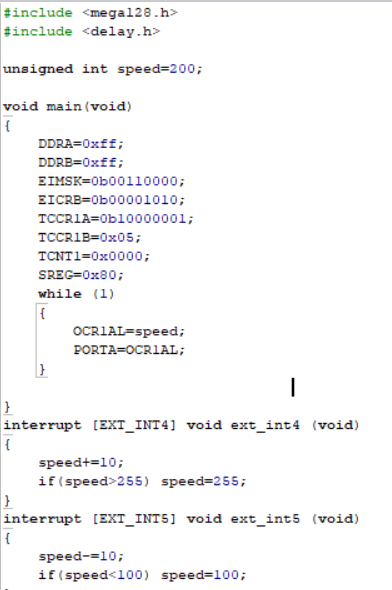 #include <mega128.h>
#include <delay.h>
unsigned int speed=200;
void main(void)
{
DDRA=0xff;
DDRB=0xff;
EIMSK=0b00110000;
EICRB=0b00001010;
TCCR1A=0b10000001;
TCCR1B=0x05;
TCNT1=0x0000;
SREG=0x80;
while (1)
{
OCR1AL=speed;
PORTA=OCR1AL;
}
}
interrupt [EXT_INT4] void ext_int4 (void)
{
speed+=10;
if(speed>255) speed=255;
}
interrupt [EXT_INT5] void ext_int5 (void)
{
speed-=10;
if(speed<100) speed=100;